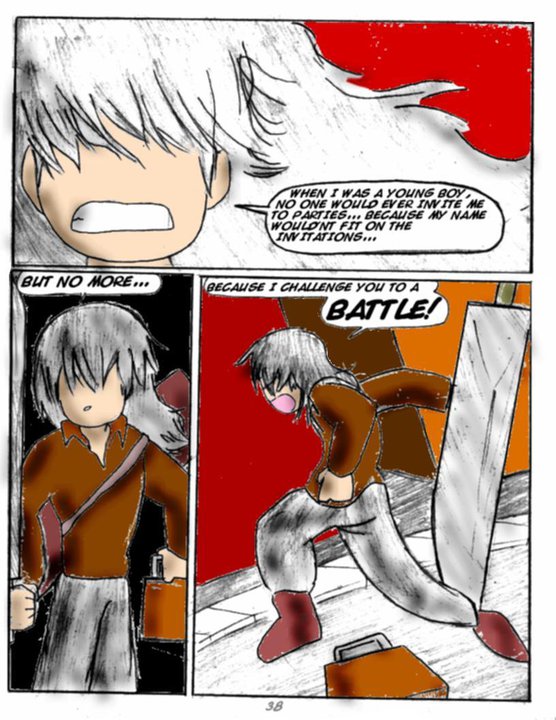 WHEN I WAS A YOUNG BOY,
NO ONE WOULD EVER INVITE ME
TO PARTIES... BECAUSE MY NAME
WOULDN'T FIT ON THE
INVITATIONS...
BUT NO MORE...
BECAUSE I CHALLENGE YOU TO A
BATTLE!
38